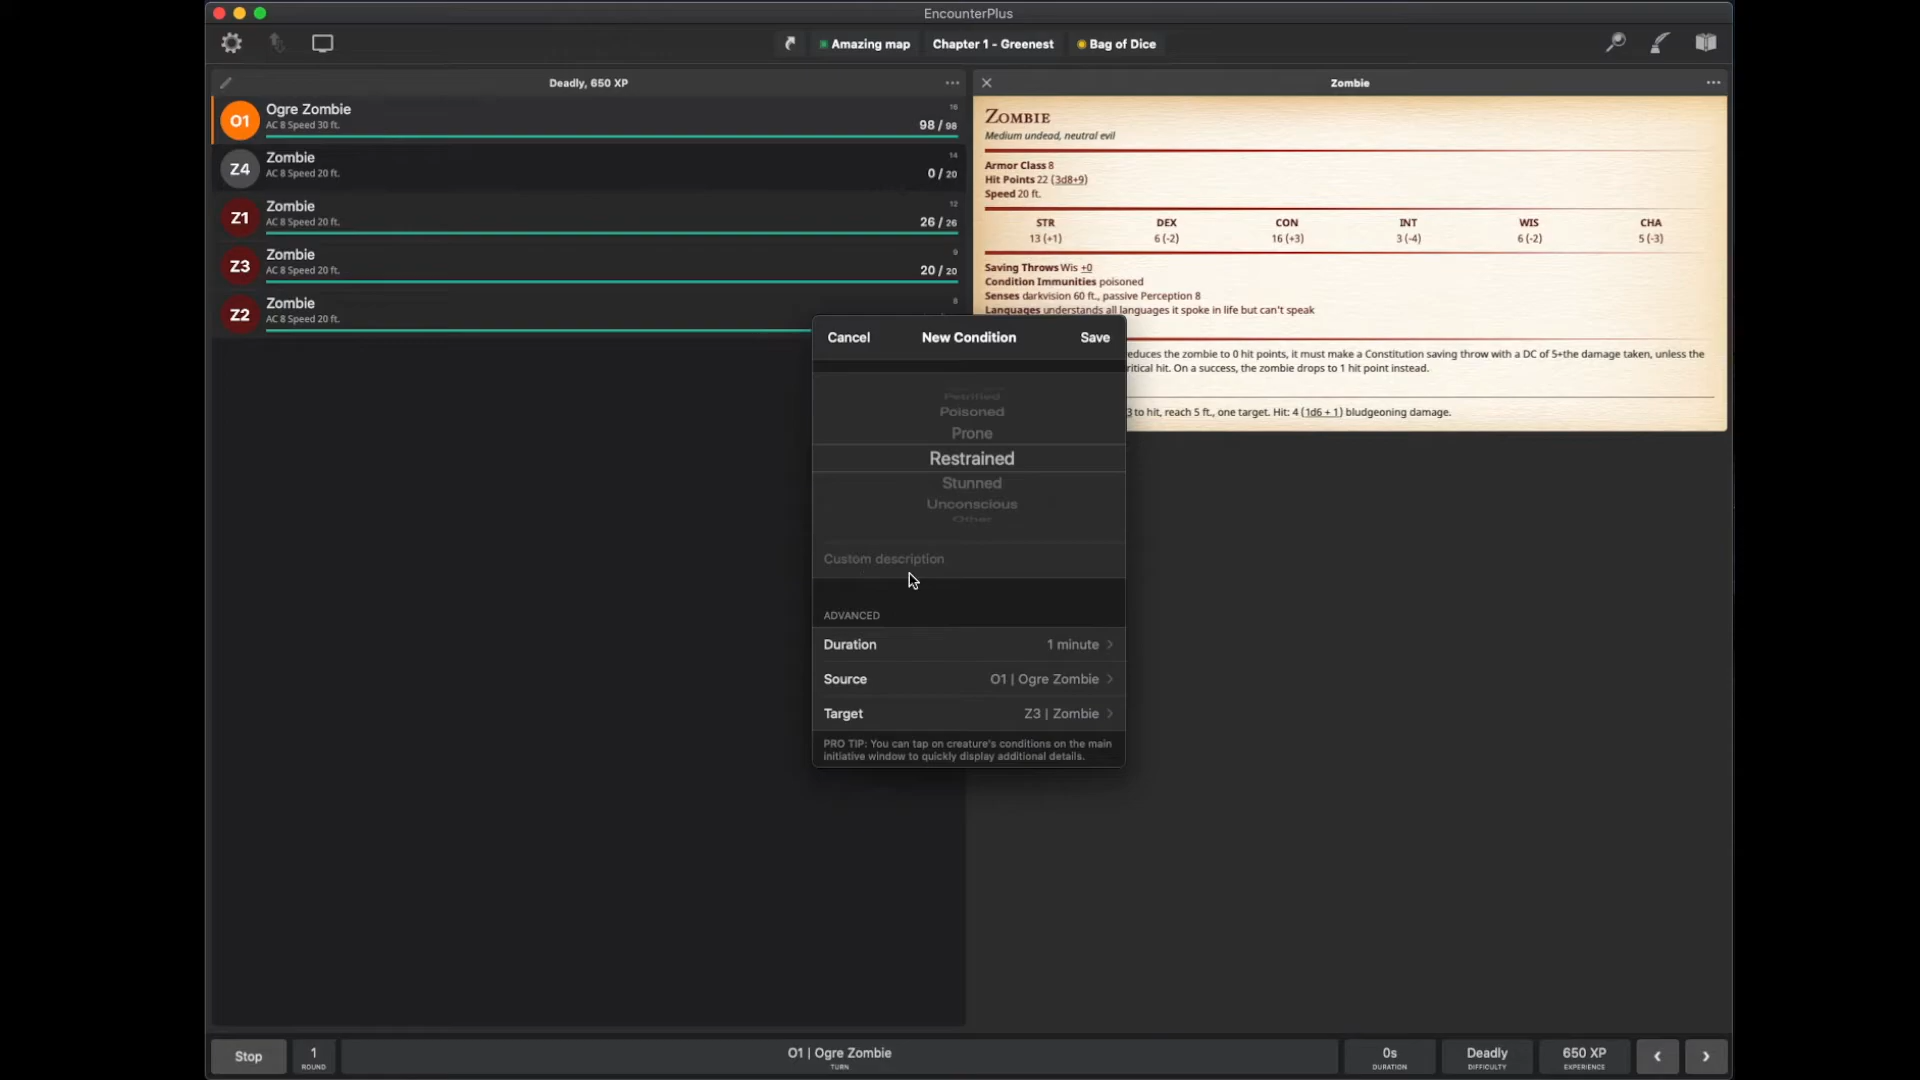 EncounterPlus
Amazing map
Chapter 1 - Greenest
Bag of Dice
Deadly, 650 XP
O1
Ogre Zombie
AC 8 Speed 30 ft.
16
98 / 98
Z4
Zombie
AC 8 Speed 20 ft.
14
0 / 20
Z1
Zombie
AC 8 Speed 20 ft.
12
26 / 26
Z3
Zombie
AC 8 Speed 20 ft.
9
20 / 20
Z2
Zombie
AC 8 Speed 20 ft.
8
Zombie
ZOMBIE
Medium undead, neutral evil
Armor Class 8
Hit Points 22 (3d8+9)
Speed 20 ft.
STR DEX CON INT WIS CHA
13 (+1) 6 (-2) 16 (+3) 3 (-4) 6 (-2) 5 (-3)
Saving Throws Wis +0
Condition Immunities poisoned
Senses darkvision 60 ft., passive Perception 8
Languages understands all languages it spoke in life but can't speak
educes the zombie to 0 hit points, it must make a Constitution saving throw with a DC of 5+the damage taken, unless the
ritical hit. On a success, the zombie drops to 1 hit point instead.
3 to hit, reach 5 ft., one target. Hit: 4 (1d6 + 1) bludgeoning damage.
Cancel
New Condition
Save
Petrified
Poisoned
Prone
Restrained
Stunned
Unconscious
Other
Custom description
ADVANCED
Duration 1 minute
Source O1 | Ogre Zombie
Target Z3 | Zombie
PRO TIP: You can tap on creature's conditions on the main
initiative window to quickly display additional details.
Stop
1
ROUND
O1 | Ogre Zombie
TURN
0s
DURATION
Deadly
DIFFICULTY
650 XP
EXPERIENCE